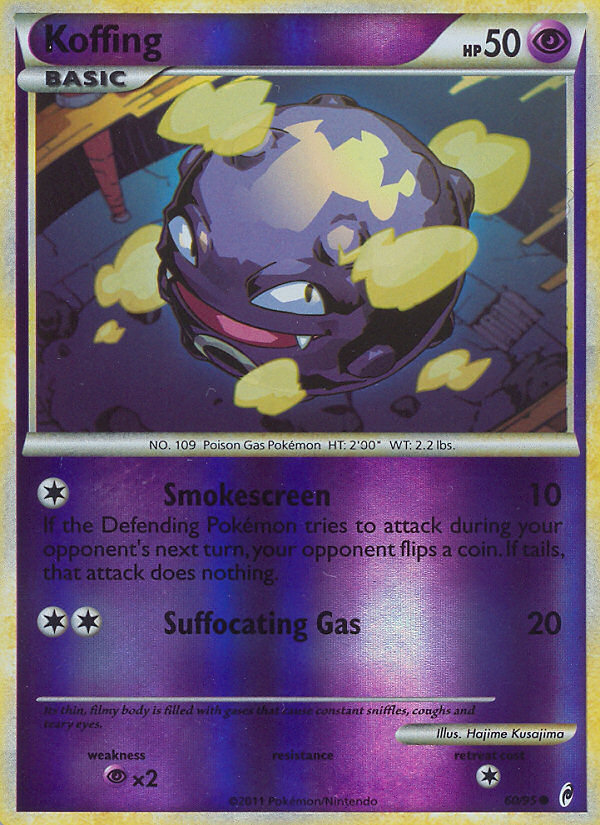 Koffing
HP 50
BASIC
NO. 109 Poison Gas Pokémon HT: 2'00" WT: 2.2 lbs.
Smokescreen 10
If the Defending Pokémon tries to attack during your
opponent's next turn, your opponent flips a coin. If tails,
that attack does nothing.
Suffocating Gas 20
Its thin, filmy body is filled with gases that cause constant sniffles, coughs and
teary eyes.
Illus. Hajime Kusajima
weakness resistance retreat cost
×2
©2011 Pokémon/Nintendo 60/95